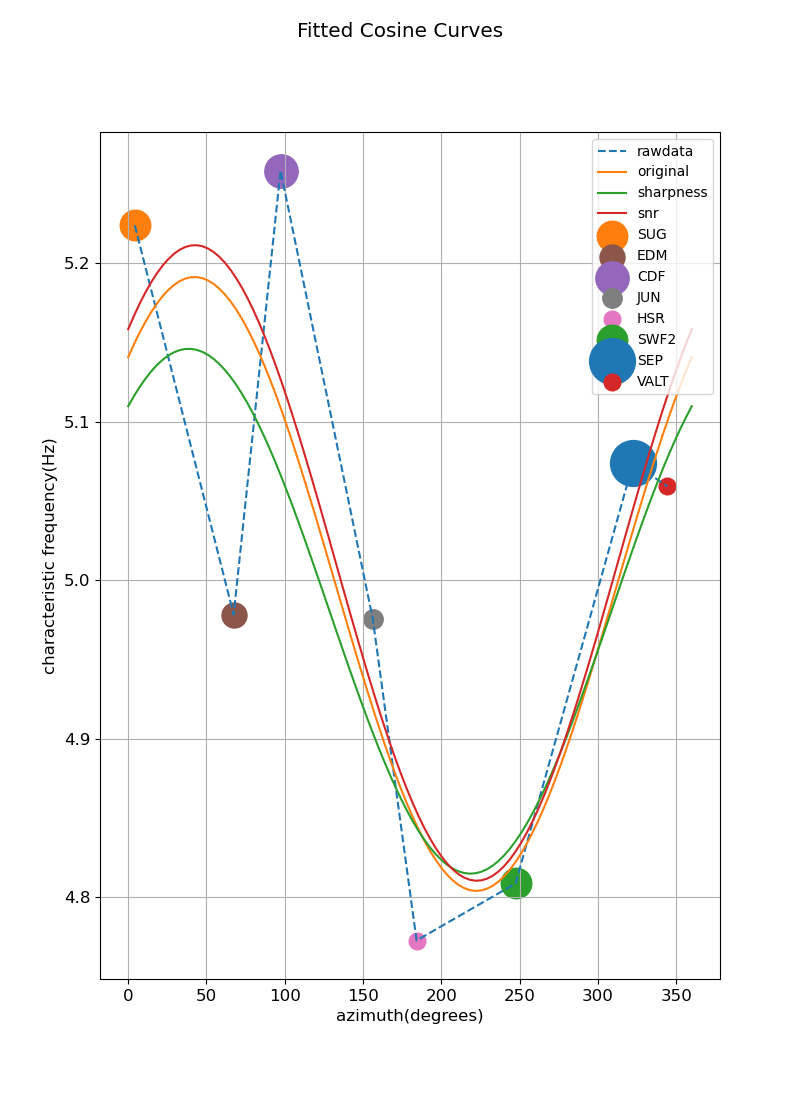 Fitted Cosine Curves
rawdata
original
sharpness
snr
SUG
EDM
CDF
JUN
HSR
SWF2
SEP
VALT
characteristic frequency(Hz)
5.2
5.1
5.0
4.9
4.8
0 50 100 150 200 250 300 350
azimuth(degrees)